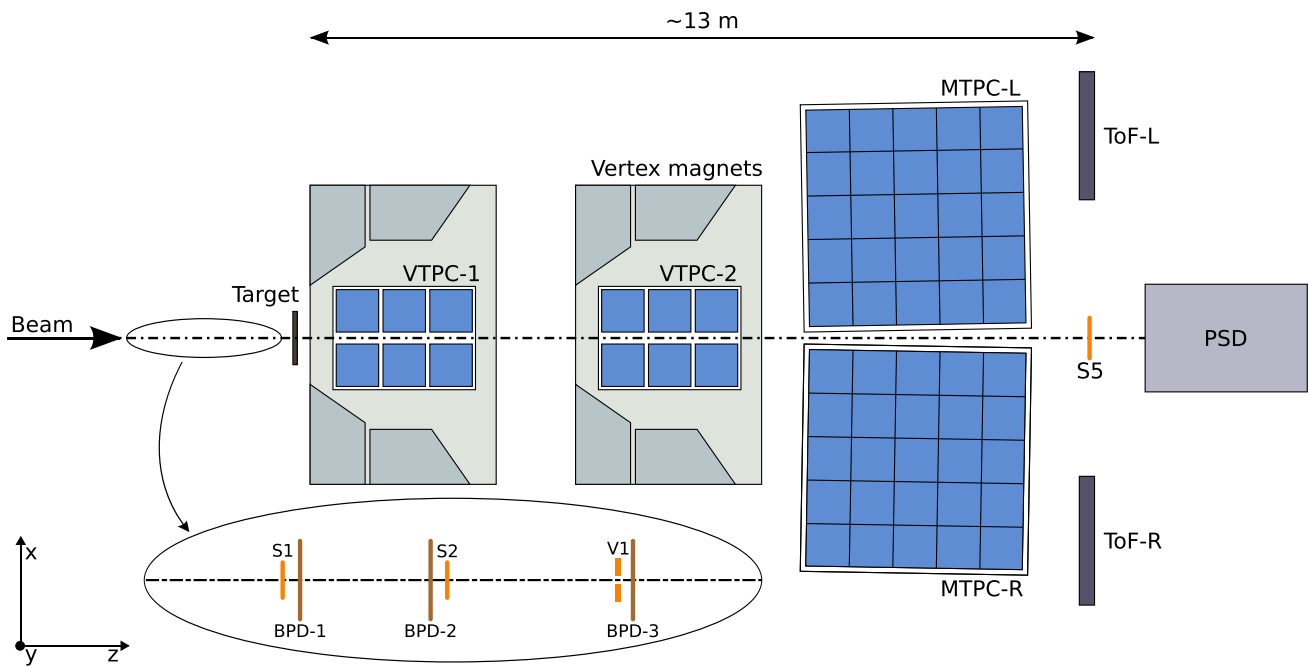 ~13 m
MTPC-L
ToF-L
Vertex magnets
VTPC-1
VTPC-2
Target
Beam
PSD
S5
ToF-R
MTPC-R
S1
S2
V1
BPD-1
BPD-2
BPD-3
x
y
z